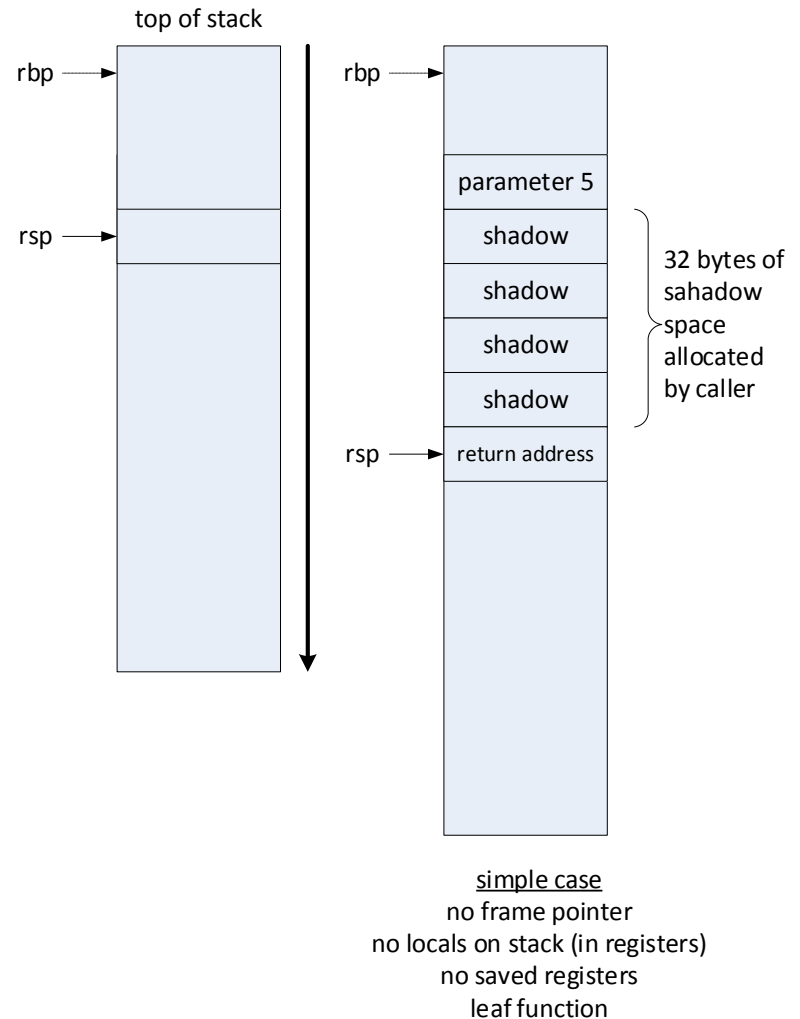 top of stack
rbp
rsp
rbp
parameter 5
shadow
shadow
shadow
shadow
rsp
return address
32 bytes of
sahadow
space
allocated
by caller
simple case
no frame pointer
no locals on stack (in registers)
no saved registers
leaf function